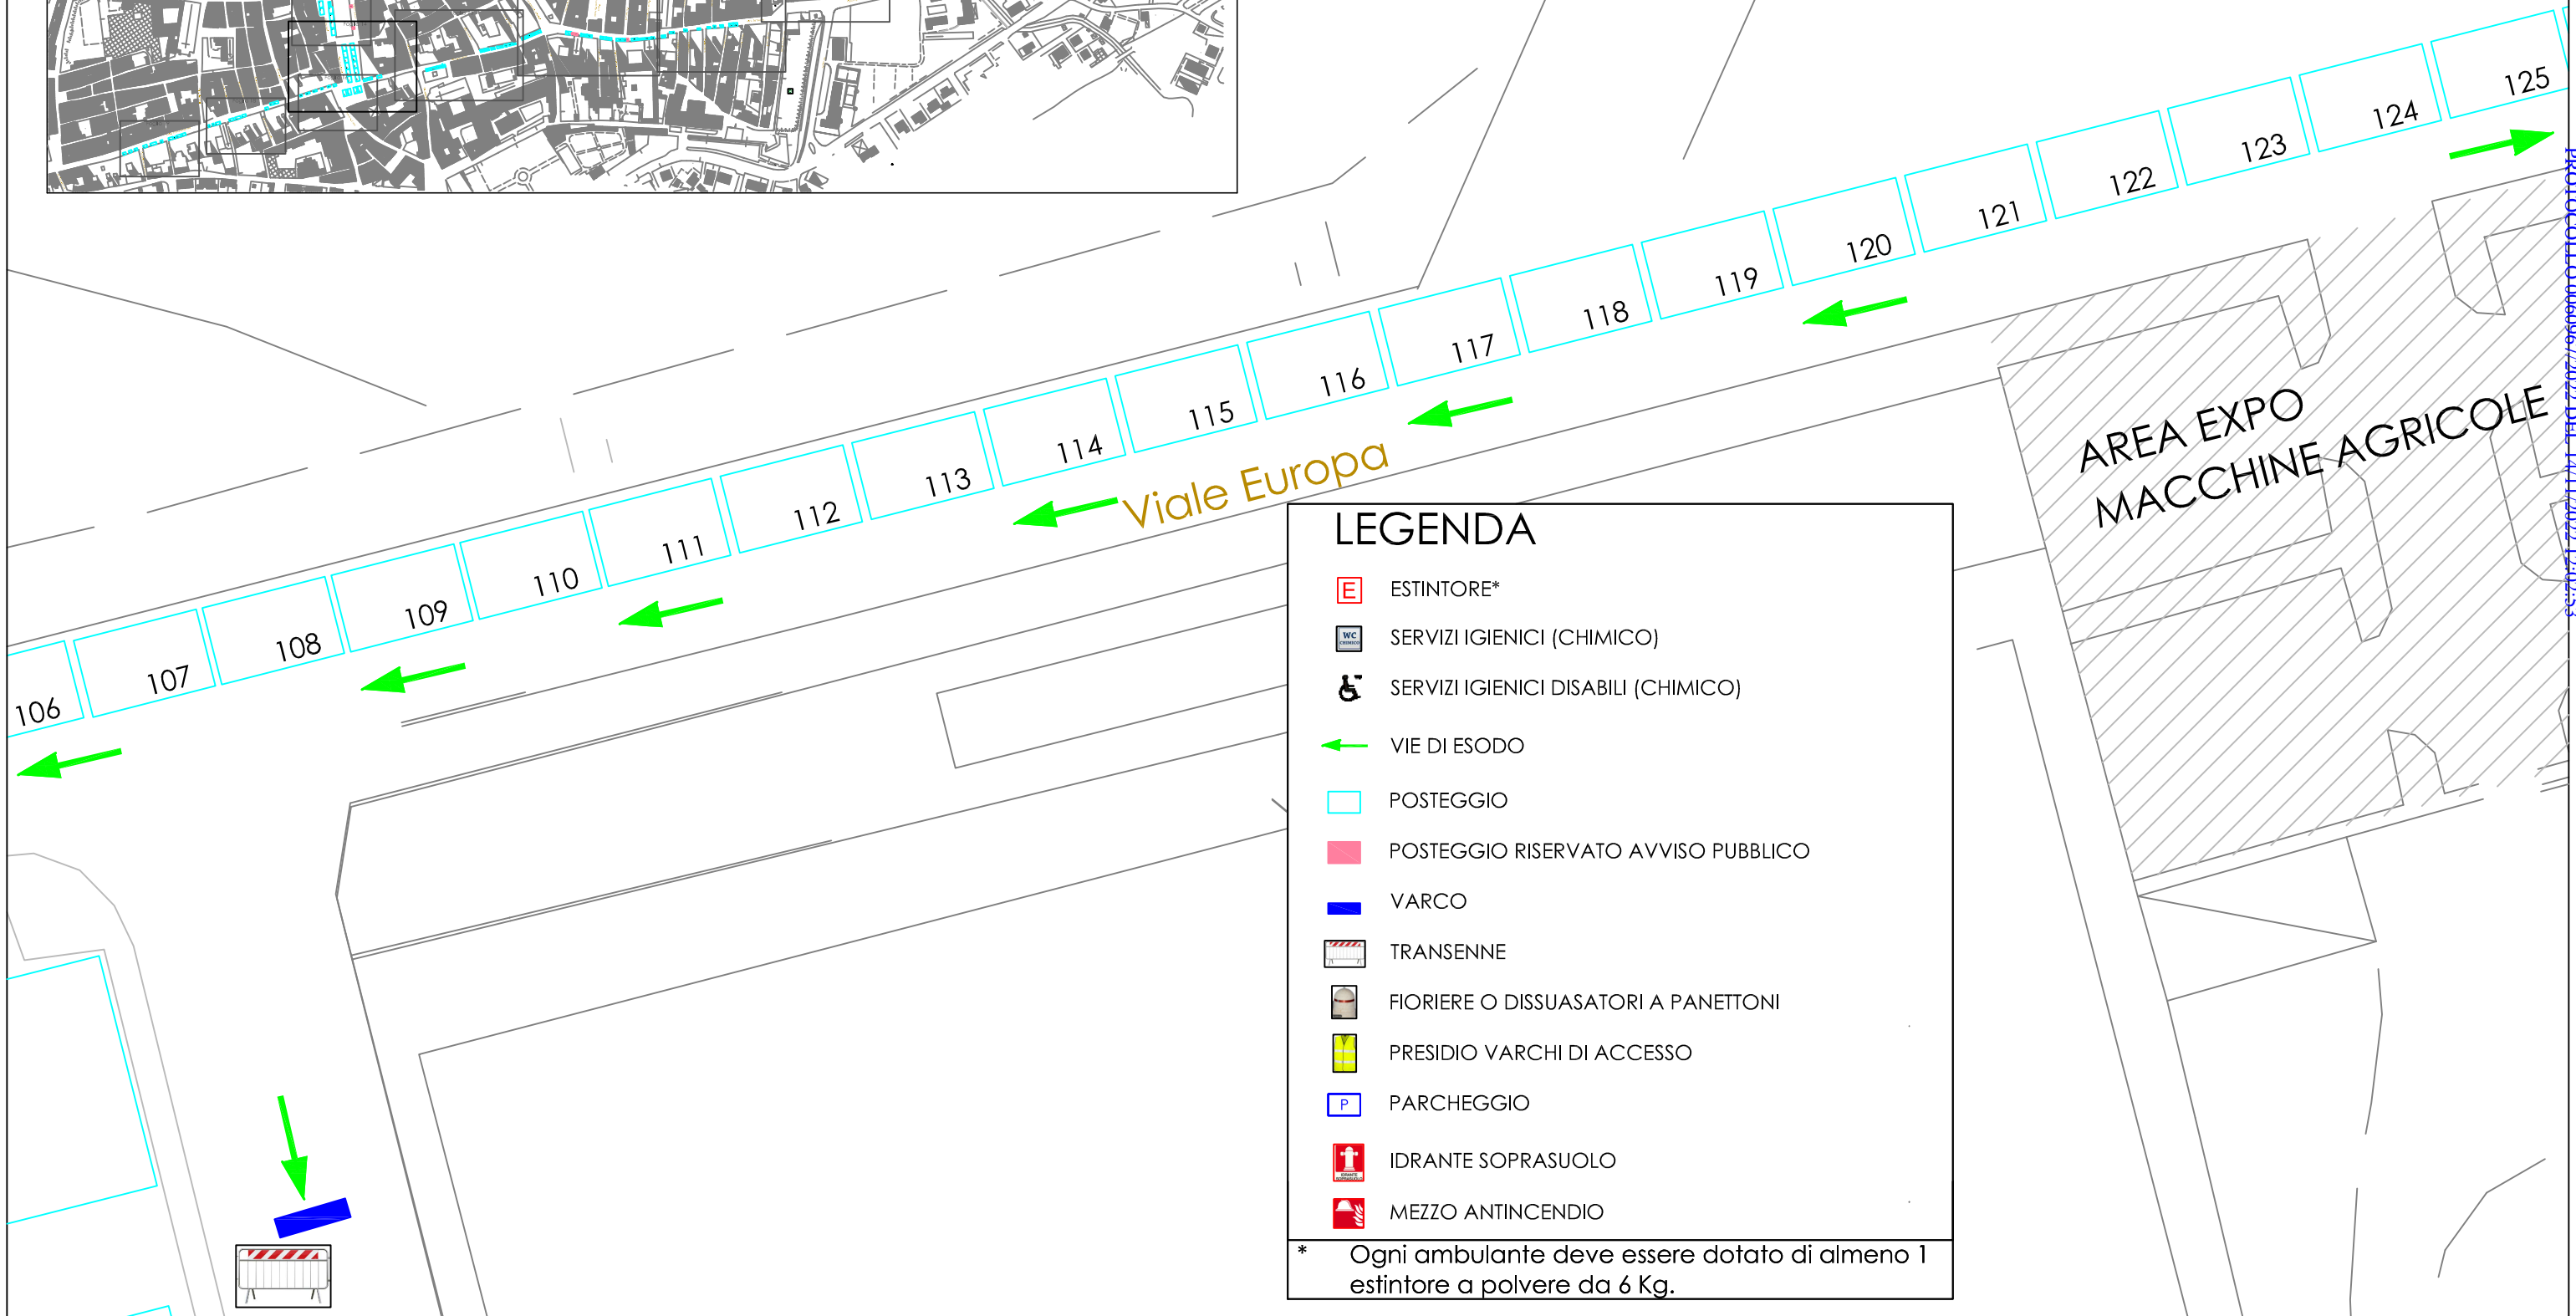 125
124
123
122
121
120
119
118
117
116
115
114
113
112
111
110
109
108
107
106
Viale Europa
AREA EXPO
MACCHINE AGRICOLE
LEGENDA
E ESTINTORE*
WC CHIMICO SERVIZI IGIENICI (CHIMICO)
SERVIZI IGIENICI DISABILI (CHIMICO)
VIE DI ESODO
POSTEGGIO
POSTEGGIO RISERVATO AVVISO PUBBLICO
VARCO
TRANSENNE
FIORIERE O DISSUASATORI A PANETTONI
PRESIDIO VARCHI DI ACCESSO
P PARCHEGGIO
IDRANTE SOPRASUOLO
MEZZO ANTINCENDIO
* Ogni ambulante deve essere dotato di almeno 1
estintore a polvere da 6 Kg.